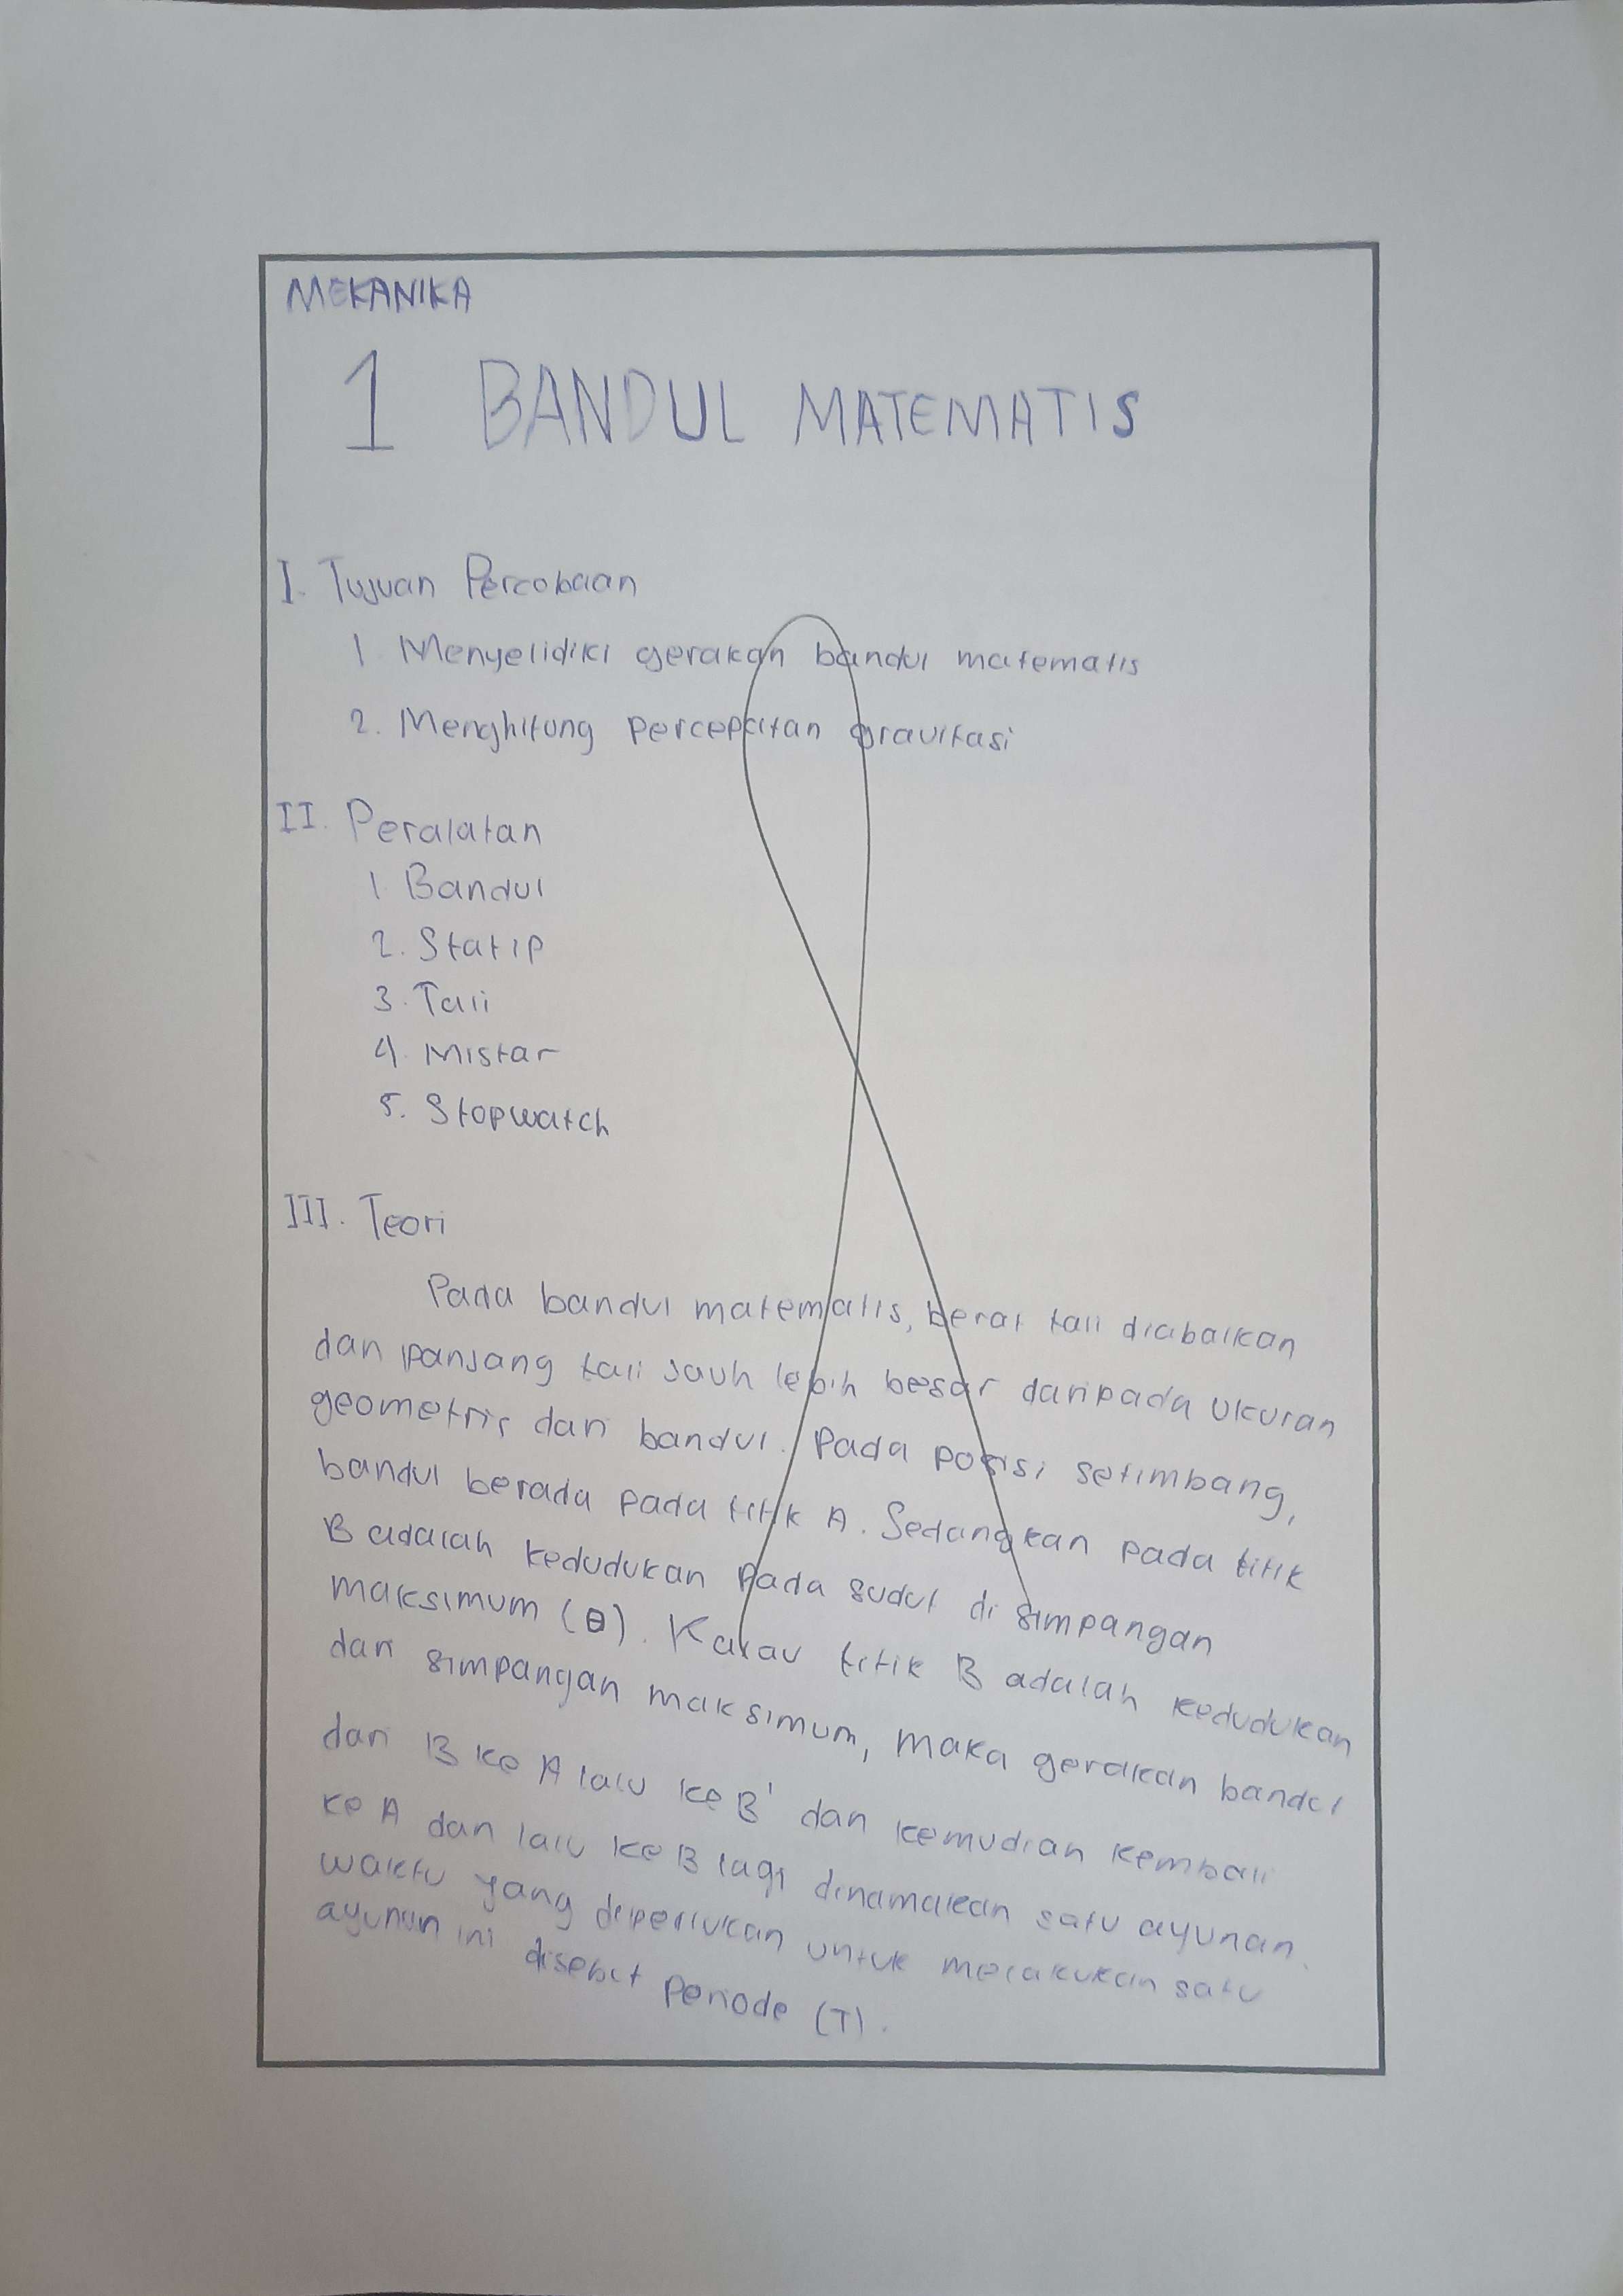 MEKANIKA
1 BANDUL MATEMATIS
I. Tujuan Percobaan
1. Menyelidiki gerakan bandul matematis
2. Menghitung percepatan gravitasi
II. Peralatan
1 Bandul
2. Statip
3. Tali
4. Mistar
5. Stopwatch
III. Teori
Pada bandul matematis, berat tali diabaikan
dan panjang tali jauh lebih besar daripada ukuran
geometris dari bandul. Pada posisi setimbang,
bandul berada pada titik A. Sedangkan pada titik
B adalah kedudukan pada sudut di simpangan
maksimum (θ). Kalau titik B adalah kedudukan
dari simpangan maksimum, maka gerakan bandul
dari B ke A lalu ke B' dan kemudian kembali
ke A dan lalu ke B lagi dinamakan satu ayunan.
waktu yang diperlukan untuk melakukan satu
ayunan ini disebut Periode (T).